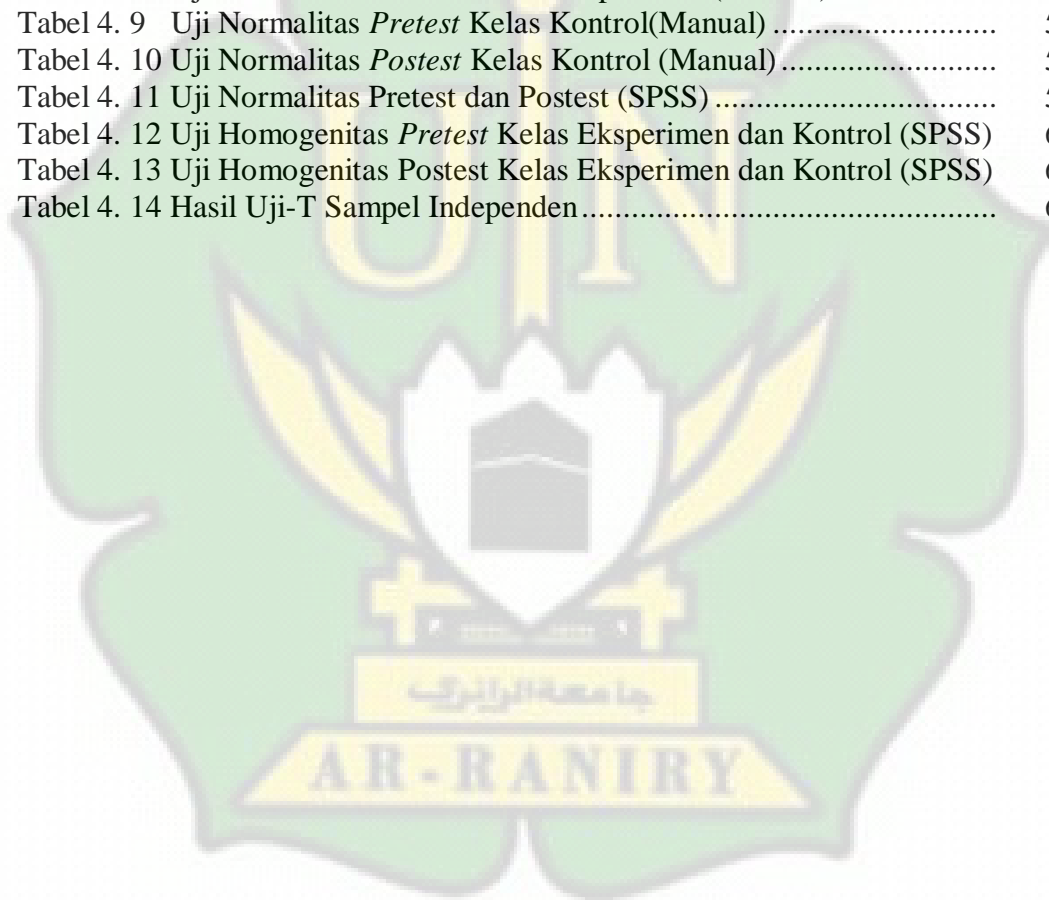 Tabel 4. 9 Uji Normalitas Pretest Kelas Kontrol(Manual) ...........................
Tabel 4. 10 Uji Normalitas Postest Kelas Kontrol (Manual) ..........................
Tabel 4. 11 Uji Normalitas Pretest dan Postest (SPSS) ..................................
Tabel 4. 12 Uji Homogenitas Pretest Kelas Eksperimen dan Kontrol (SPSS)
Tabel 4. 13 Uji Homogenitas Postest Kelas Eksperimen dan Kontrol (SPSS)
Tabel 4. 14 Hasil Uji-T Sampel Independen ..................................................
UIN
جامعة الرانري
AR-RANIRY